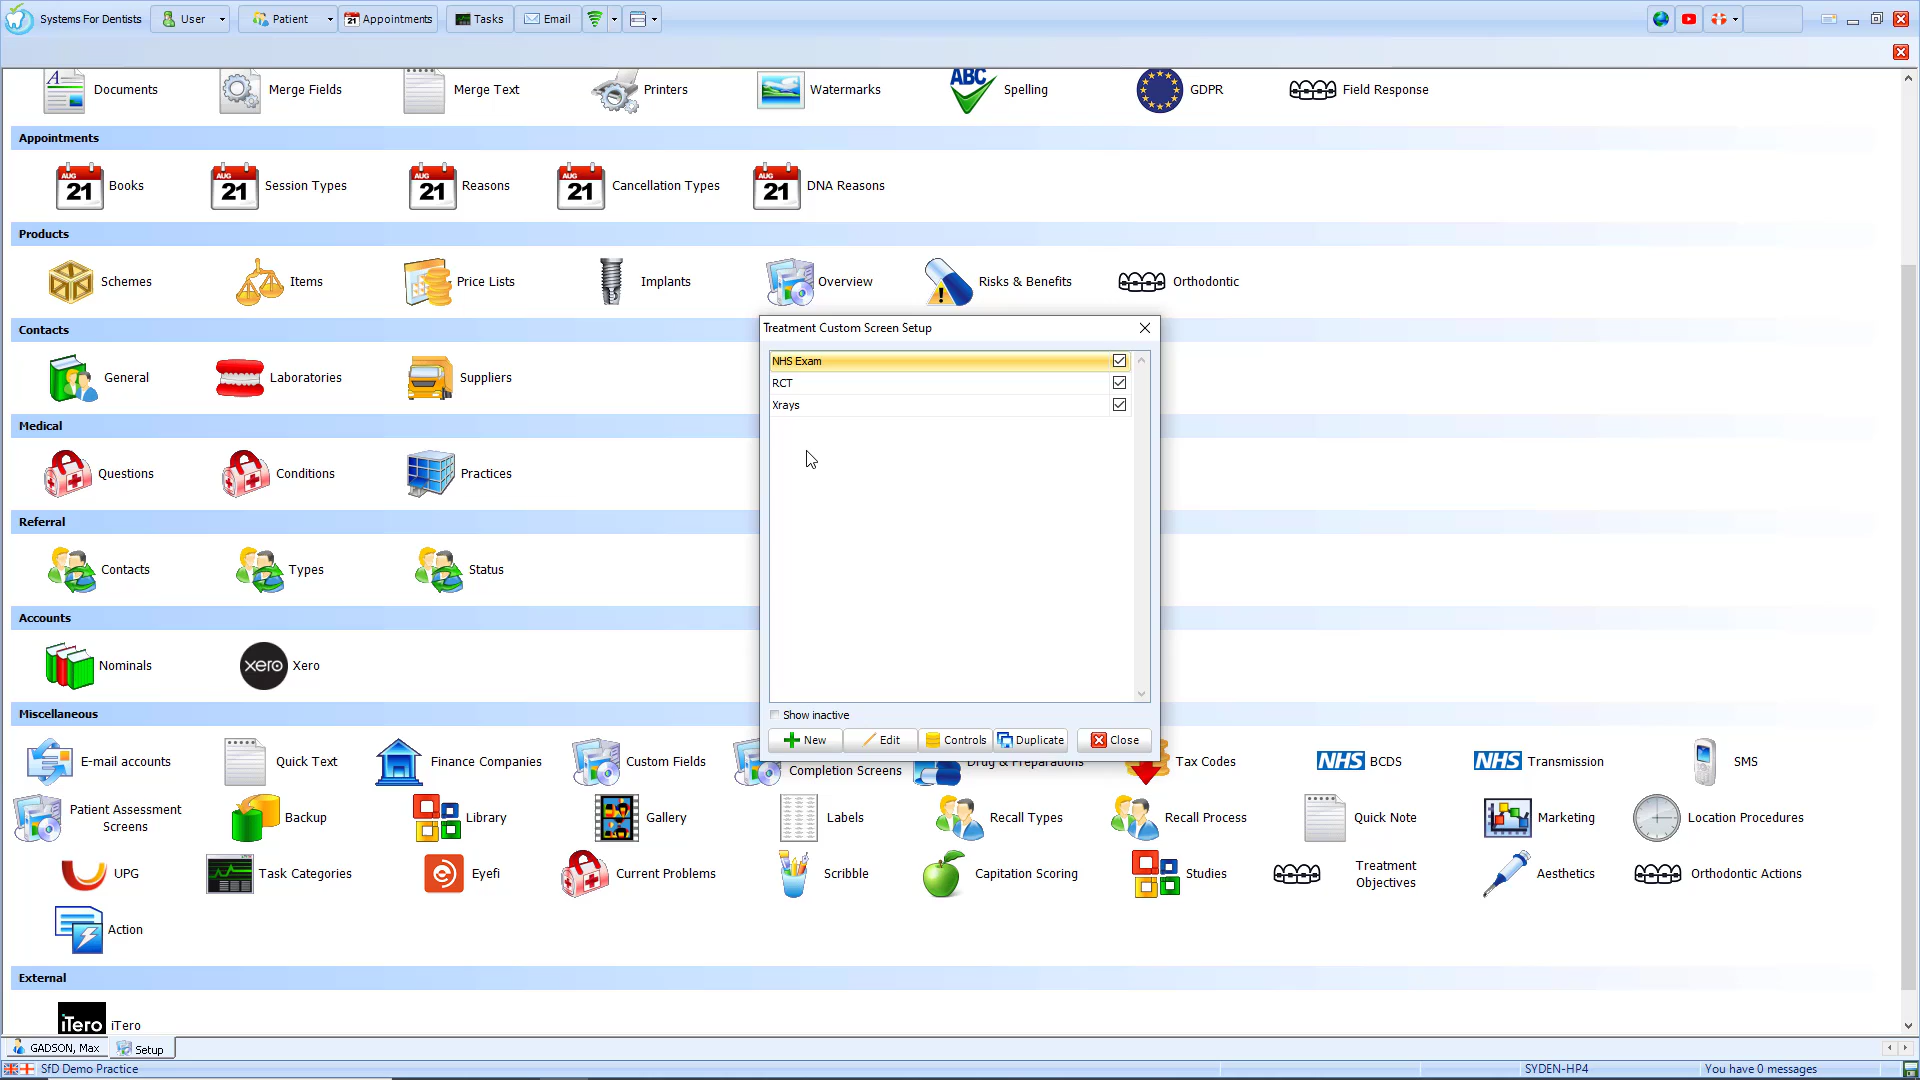 Systems For Dentists User Patient Appointments Tasks Email
Documents Merge Fields Merge Text Printers Watermarks Spelling GDPR Field Response
Appointments
Books Session Types Reasons Cancellation Types DNA Reasons
Products
Schemes Items Price Lists Implants Overview Risks & Benefits Orthodontic
Contacts
General Laboratories Suppliers
Medical
Questions Conditions Practices
Referral
Contacts Types Status
Accounts
Nominals xero Xero
Treatment Custom Screen Setup
NHS Exam
RCT
Xrays
Show inactive
New Edit Controls Duplicate Close
Miscellaneous
E-mail accounts Quick Text Finance Companies Custom Fields Completion Screens Drug & Preparations Tax Codes NHS BCDS NHS Transmission SMS
Patient Assessment
Screens Backup Library Gallery Labels Recall Types Recall Process Quick Note Marketing Location Procedures
UPG Task Categories Eyefi Current Problems Scribble Capitation Scoring Studies Treatment
Objectives Aesthetics Orthodontic Actions
Action
External
iTero iTero
GADSON, Max Setup
SfD Demo Practice SYDEN-HP4 You have 0 messages